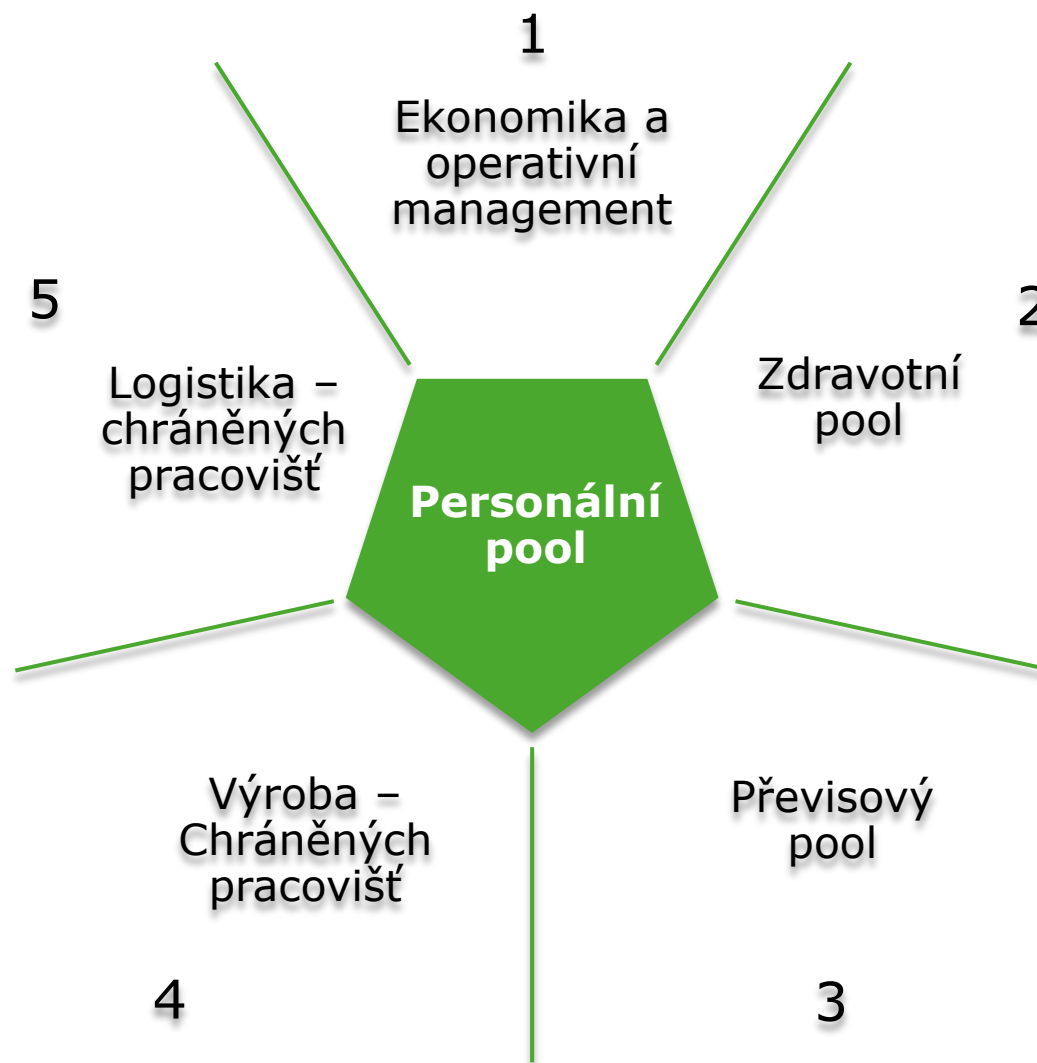 1
Ekonomika a
operativní
management
2
Zdravotní
pool
Personální
pool
3
Převisový
pool
4
Výroba –
Chráněných
pracovišť
5
Logistika –
chráněných
pracovišť